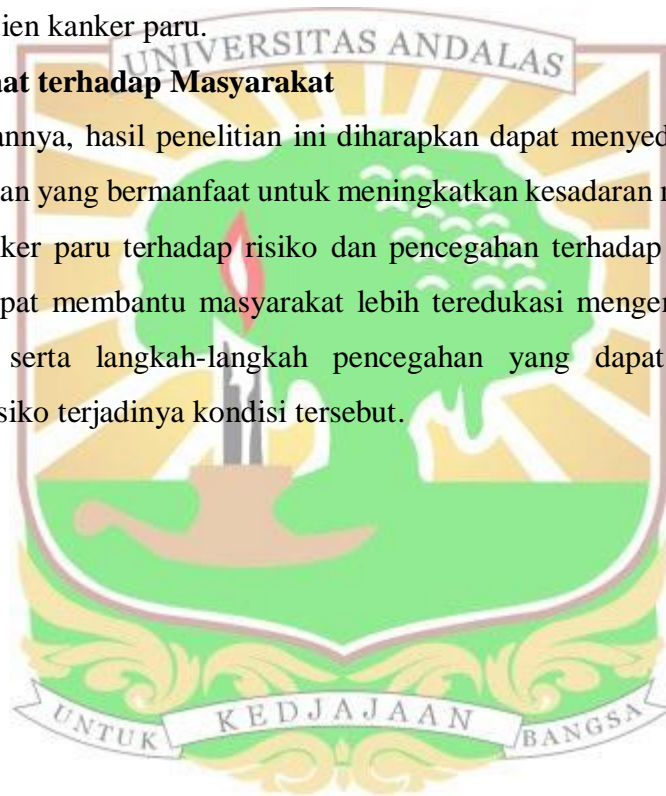 ien kanker paru.
UNIVERSITAS ANDALAS
aat terhadap Masyarakat
annya, hasil penelitian ini diharapkan dapat menyed
an yang bermanfaat untuk meningkatkan kesadaran
ker paru terhadap risiko dan pencegahan terhadap
pat membantu masyarakat lebih teredukasi menger
serta langkah-langkah pencegahan yang dapat
siko terjadinya kondisi tersebut.
UNTUK KEDJAJAAN BANGSA